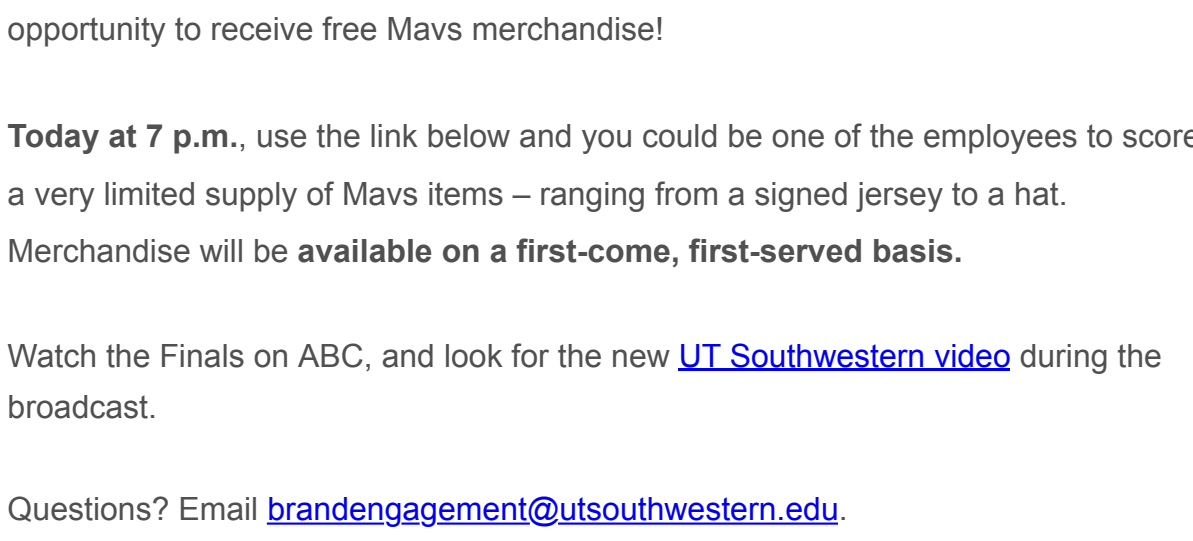 opportunity to receive free Mavs merchandise!
Today at 7 p.m., use the link below and you could be one of the employees to score
a very limited supply of Mavs items – ranging from a signed jersey to a hat.
Merchandise will be available on a first-come, first-served basis.
Watch the Finals on ABC, and look for the new UT Southwestern video during the
broadcast.
Questions? Email brandengagement@utsouthwestern.edu.